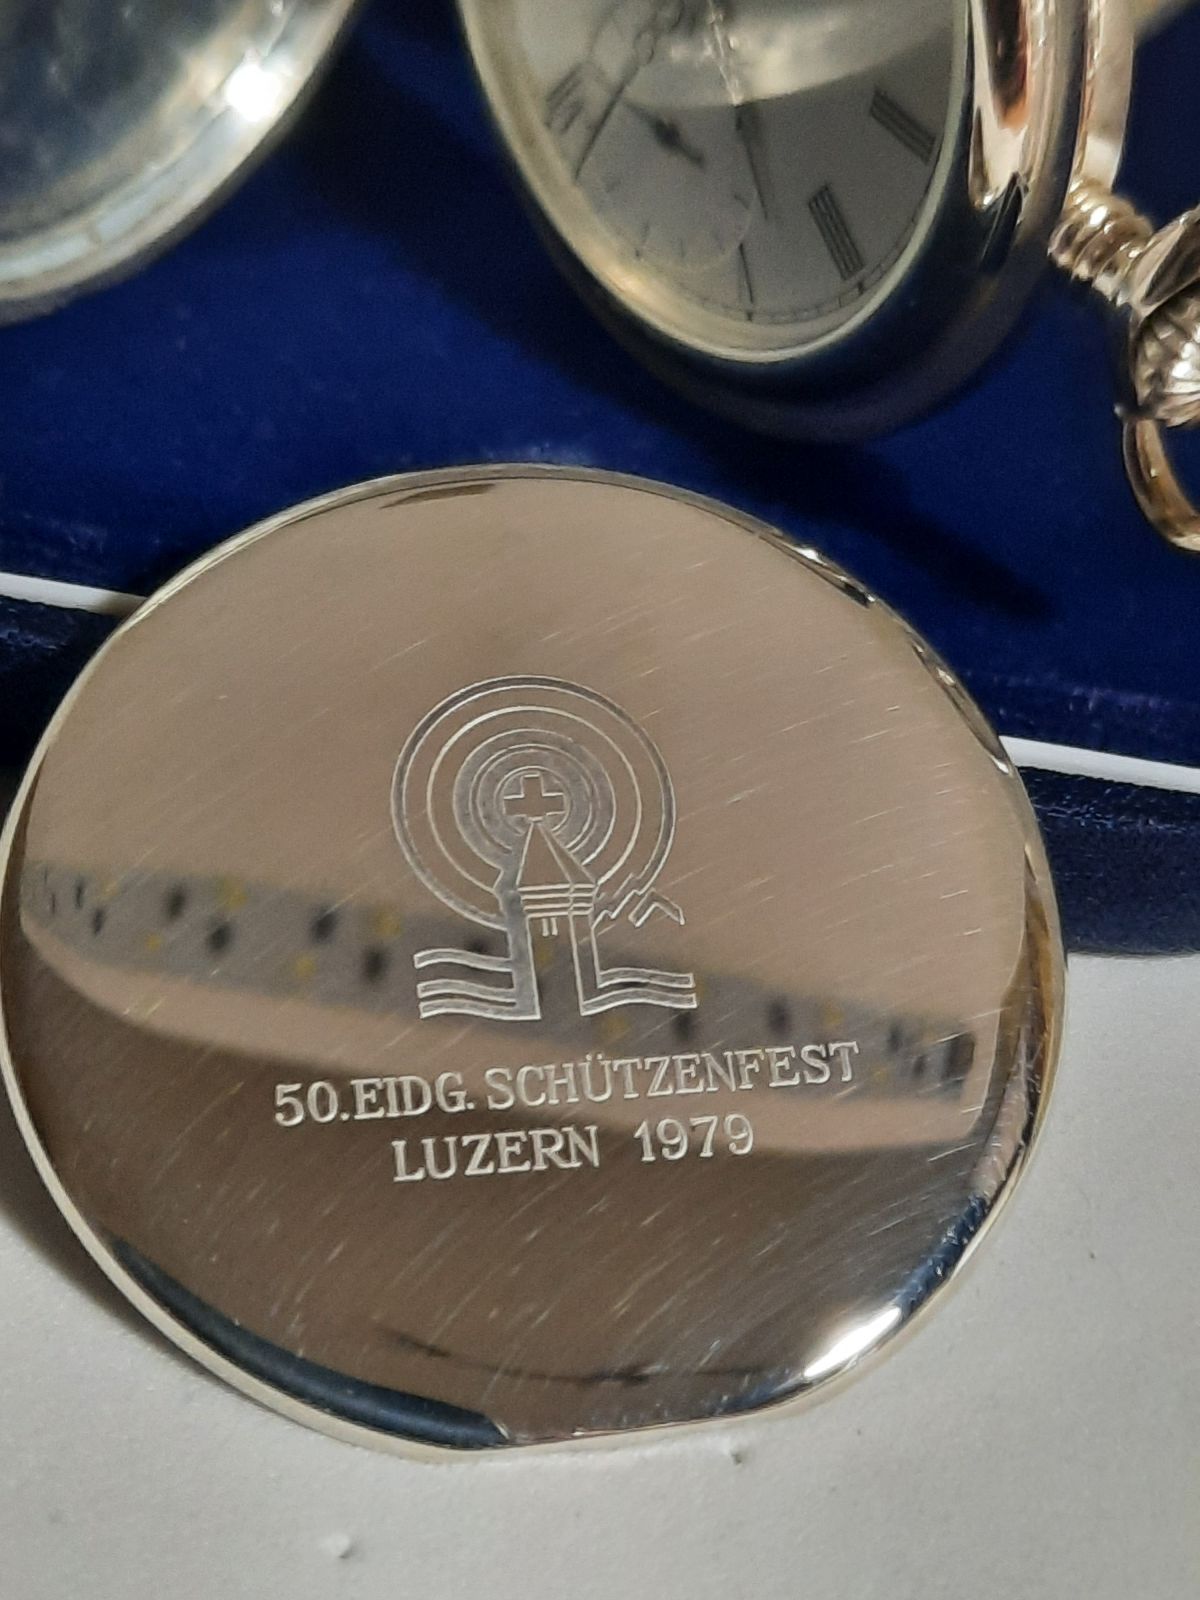 50.EIDG. SCHÜTZENFEST
LUZERN 1979